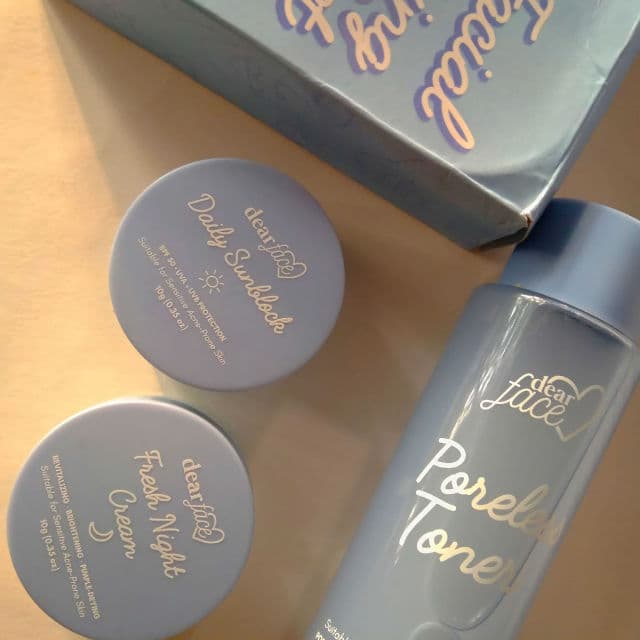 Facial
dear face
Daily Sunblock
SPF 50 • UVA + UVB PROTECTION
Suitable for Sensitive + Acne-Prone Skin
10g (0.35 oz)
dear face
Fresh Night
Cream
REVITALIZING • BRIGHTENING • PIMPLE-DRYING
Suitable for Sensitive Acne-Prone Skin
10g (0.35 oz)
dear
face
Poreless
Toner